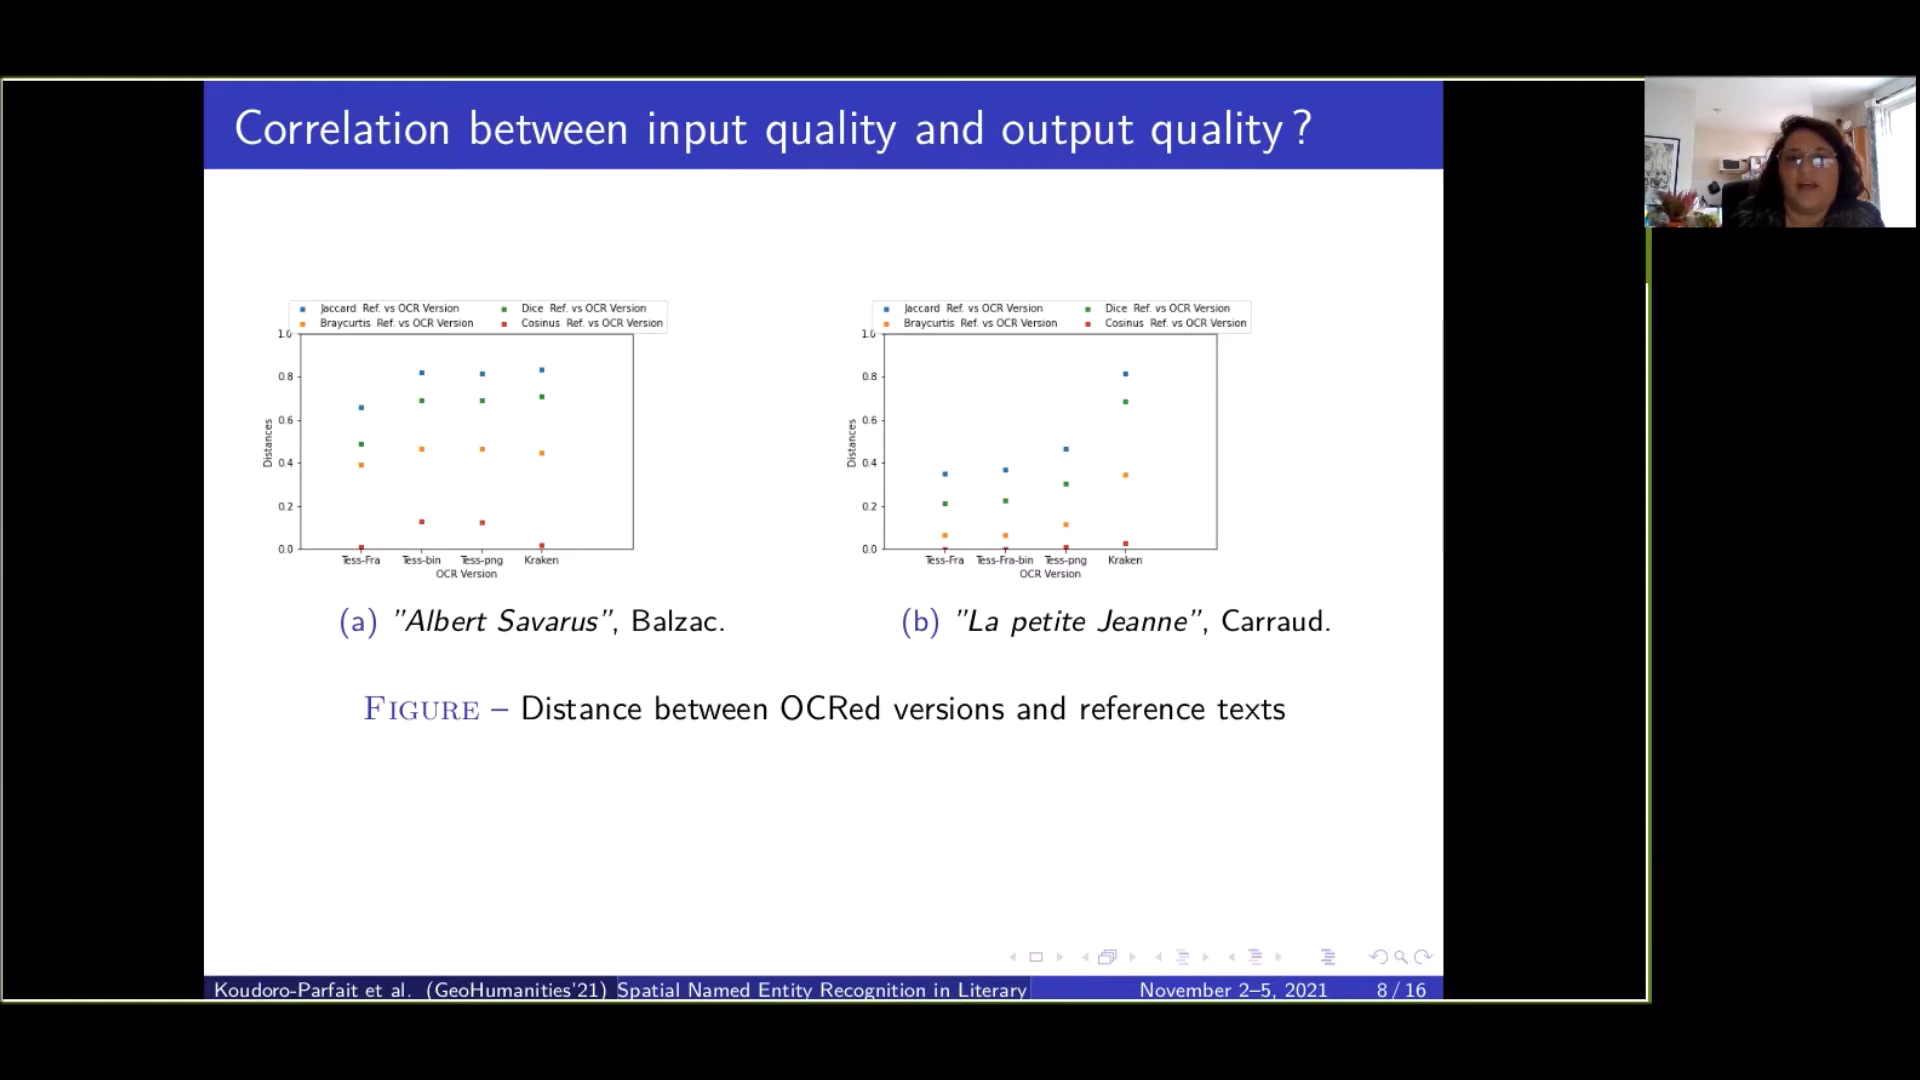 Correlation between input quality and output quality ?
Jaccard Ref. vs OCR Version
Dice Ref. vs OCR Version
Braycurtis Ref. vs OCR Version
Cosinus Ref. vs OCR Version
1.0
0.8
0.6
0.4
0.2
0.0
Distances
Tess-Fra Tess-bin Tess-png Kraken
OCR Version
(a) "Albert Savarus", Balzac.
Jaccard Ref. vs OCR Version
Dice Ref. vs OCR Version
Braycurtis Ref. vs OCR Version
Cosinus Ref. vs OCR Version
1.0
0.8
0.6
0.4
0.2
0.0
Distances
Tess-Fra Tess-Fra-bin Tess-png Kraken
OCR Version
(b) "La petite Jeanne", Carraud.
FIGURE – Distance between OCRed versions and reference texts
Koudoro-Parfait et al. (GeoHumanities'21) Spatial Named Entity Recognition in Literary November 2–5, 2021 8 / 16